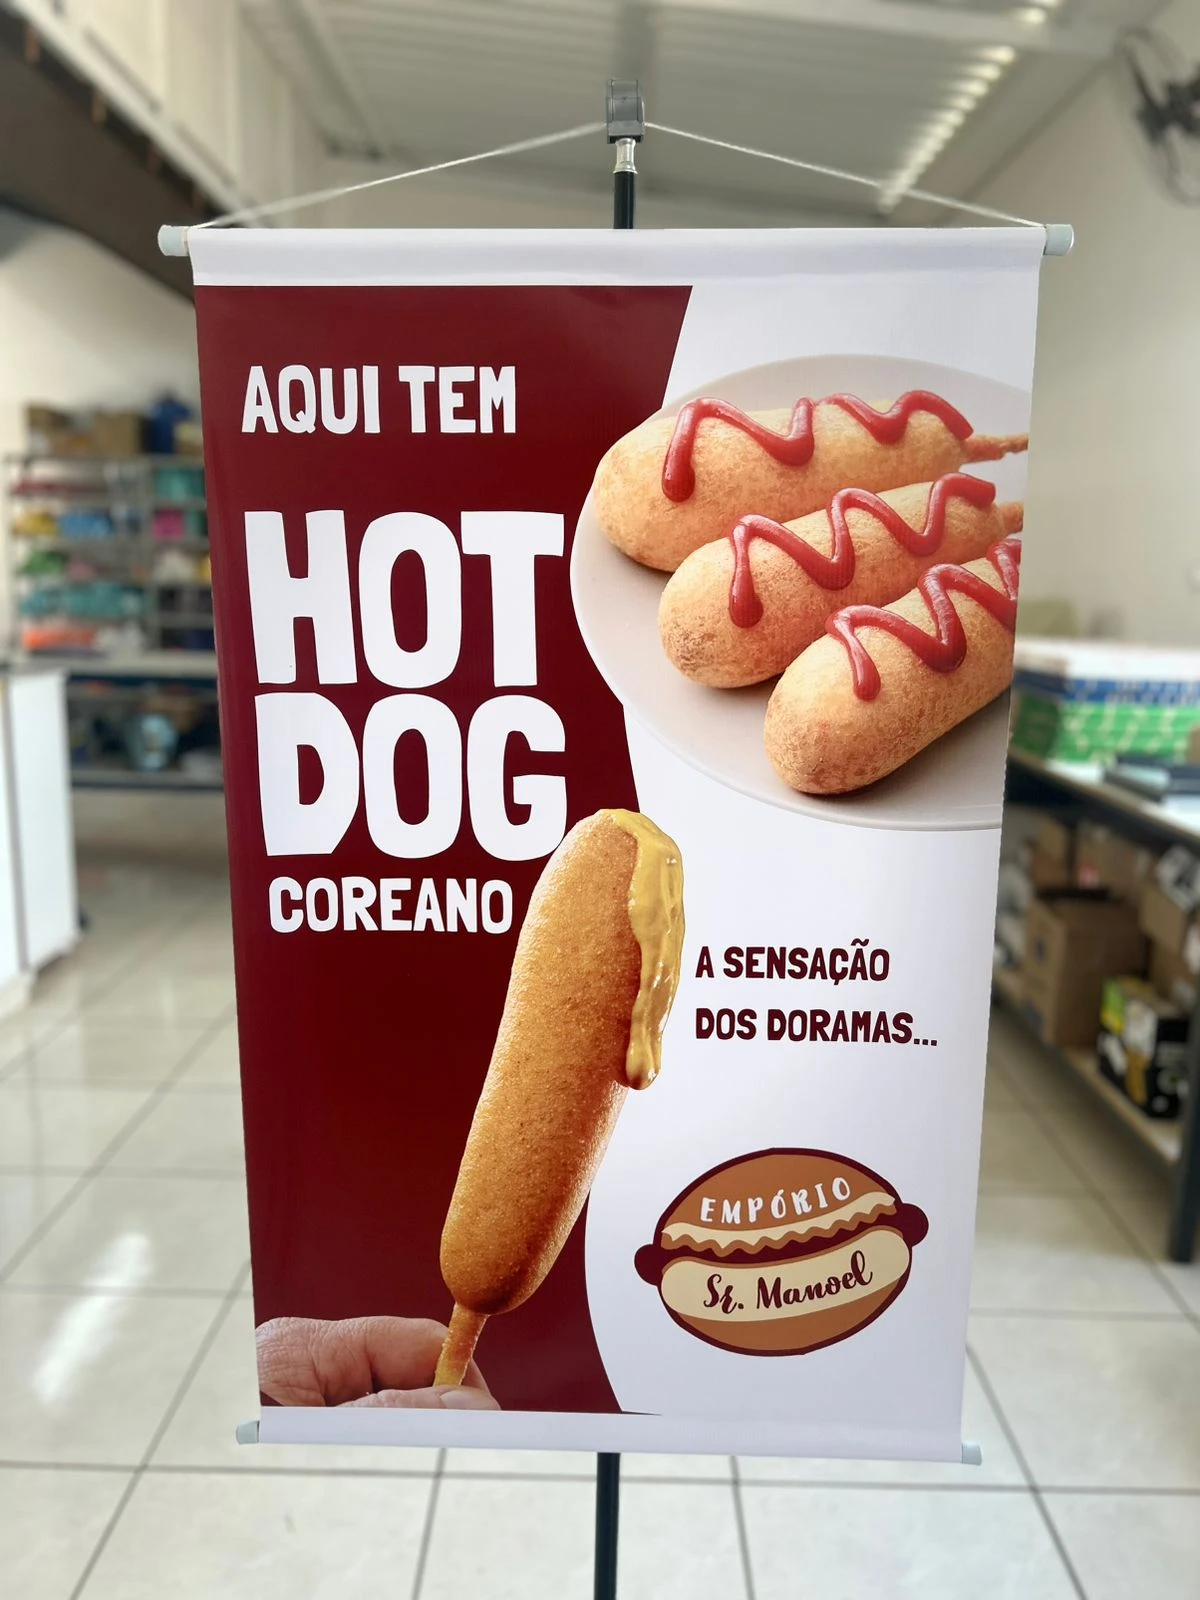 AQUI TEM
HOT
DOG
COREANO
A SENSAÇÃO
DOS DORAMAS...
EMPÓRIO
Sr. Manoel